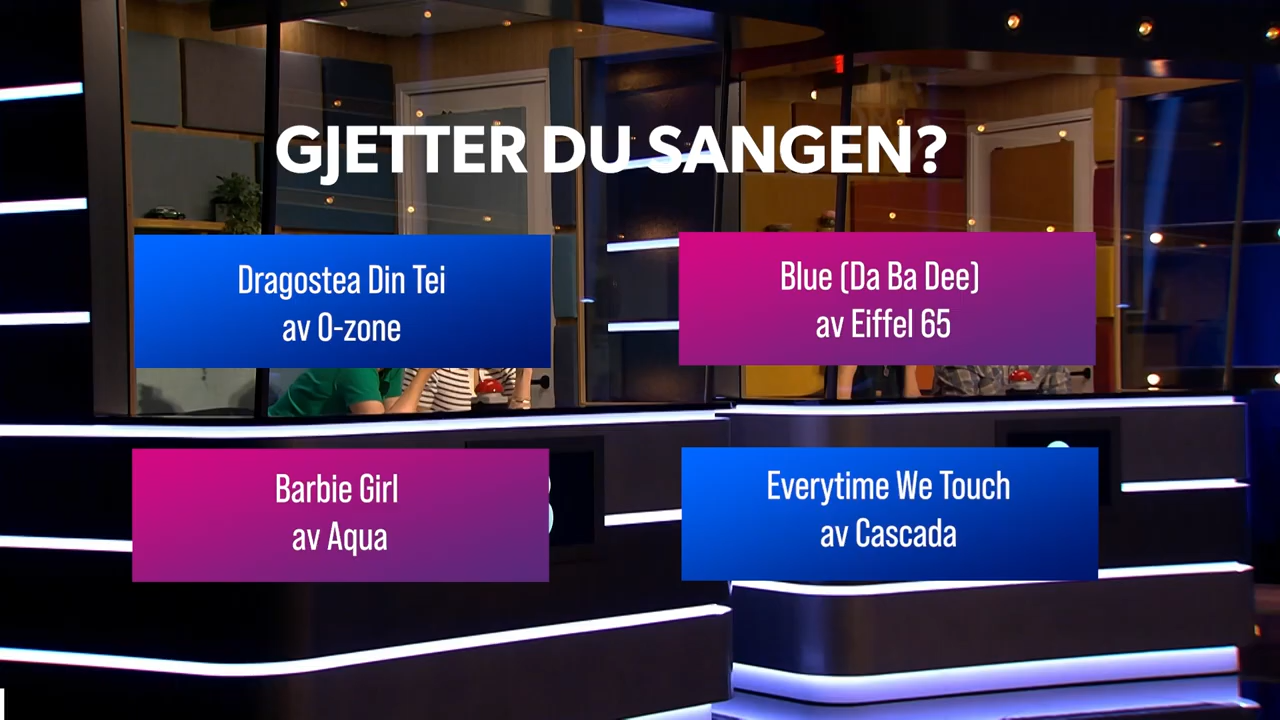 GJETTER DU SANGEN?
Dragostea Din Tei
av O-zone
Blue (Da Ba Dee)
av Eiffel 65
Barbie Girl
av Aqua
Everytime We Touch
av Cascada